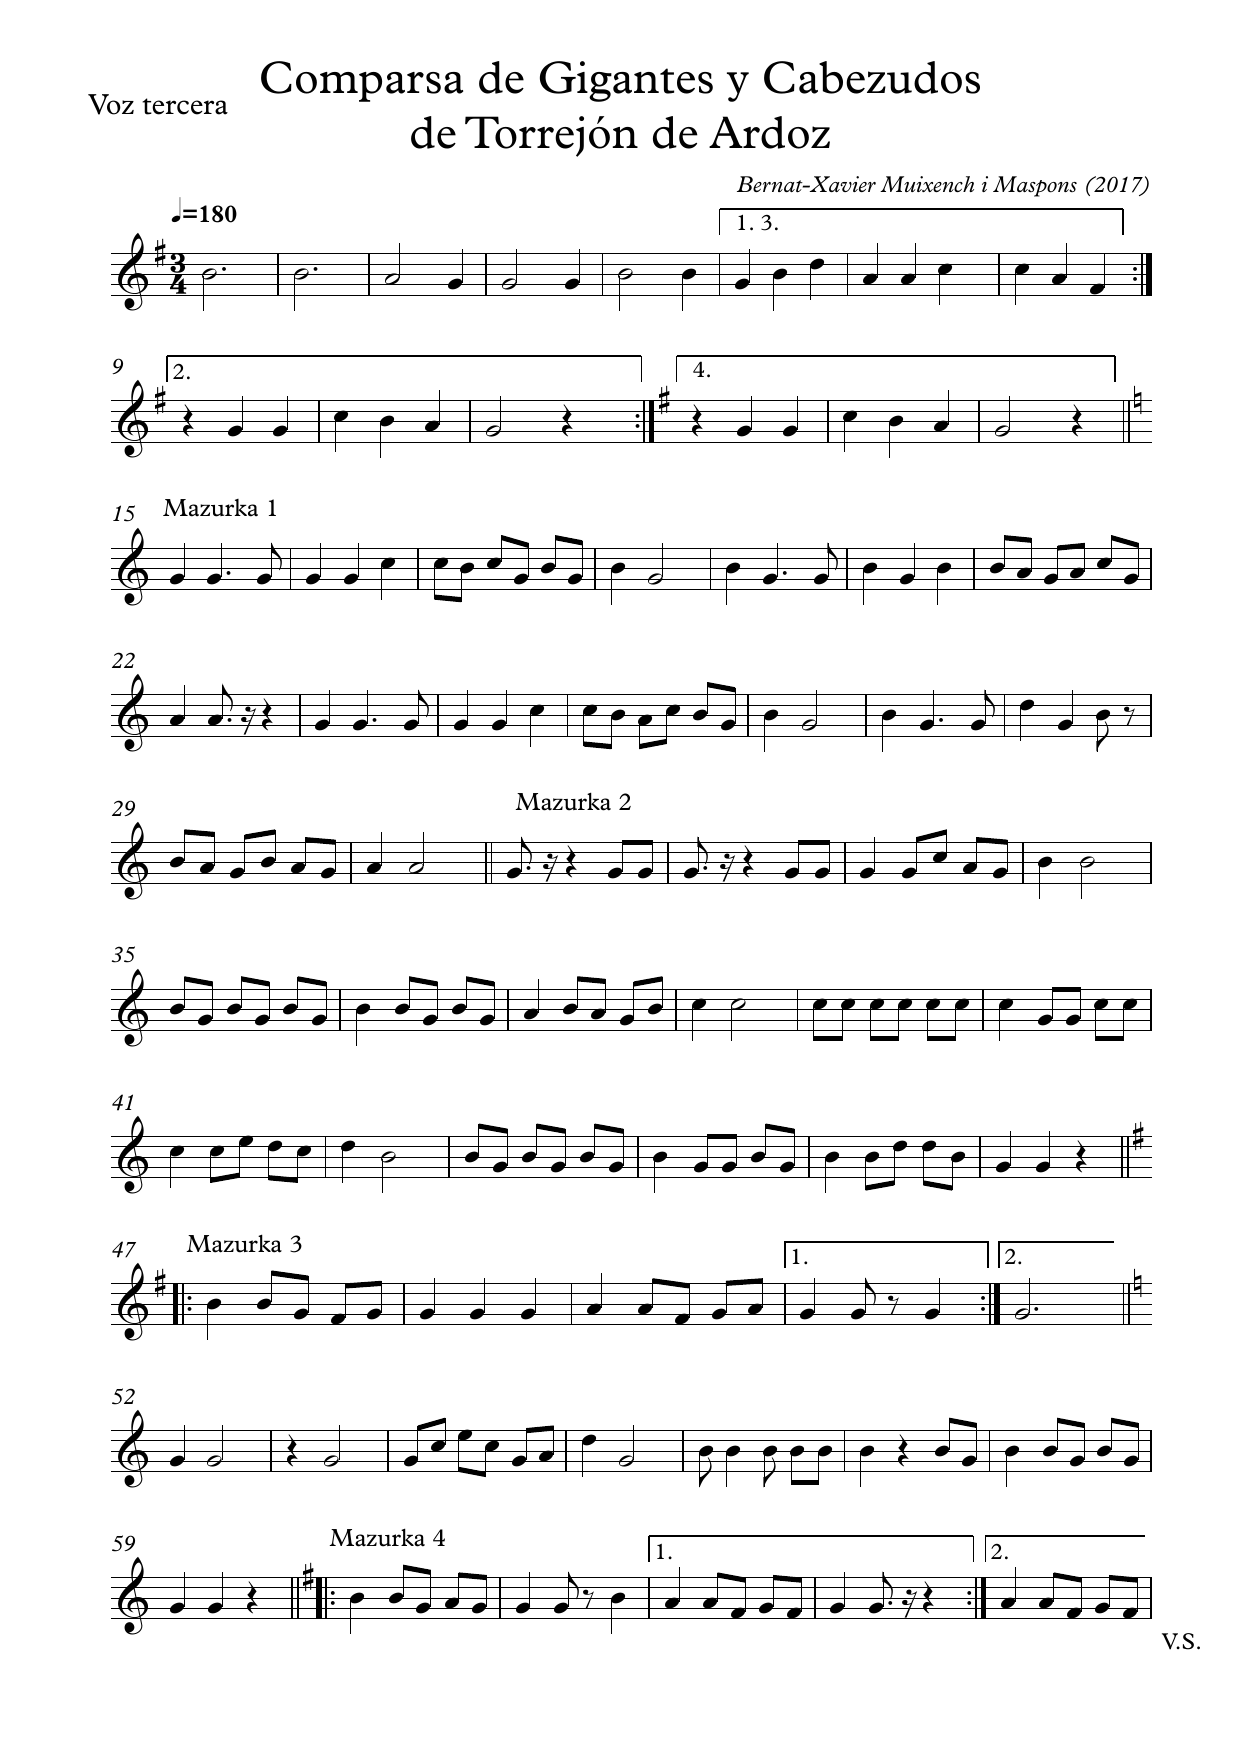 Comparsa de Gigantes y Cabezudos
Voz tercera
de Torrejón de Ardoz
Bernat-Xavier Muixench i Maspons (2017)
♩=180
1. 3.
3
4
9
2.
4.
15
Mazurka 1
22
29
Mazurka 2
35
41
47
Mazurka 3
1.
2.
52
59
Mazurka 4
1.
2.
V.S.